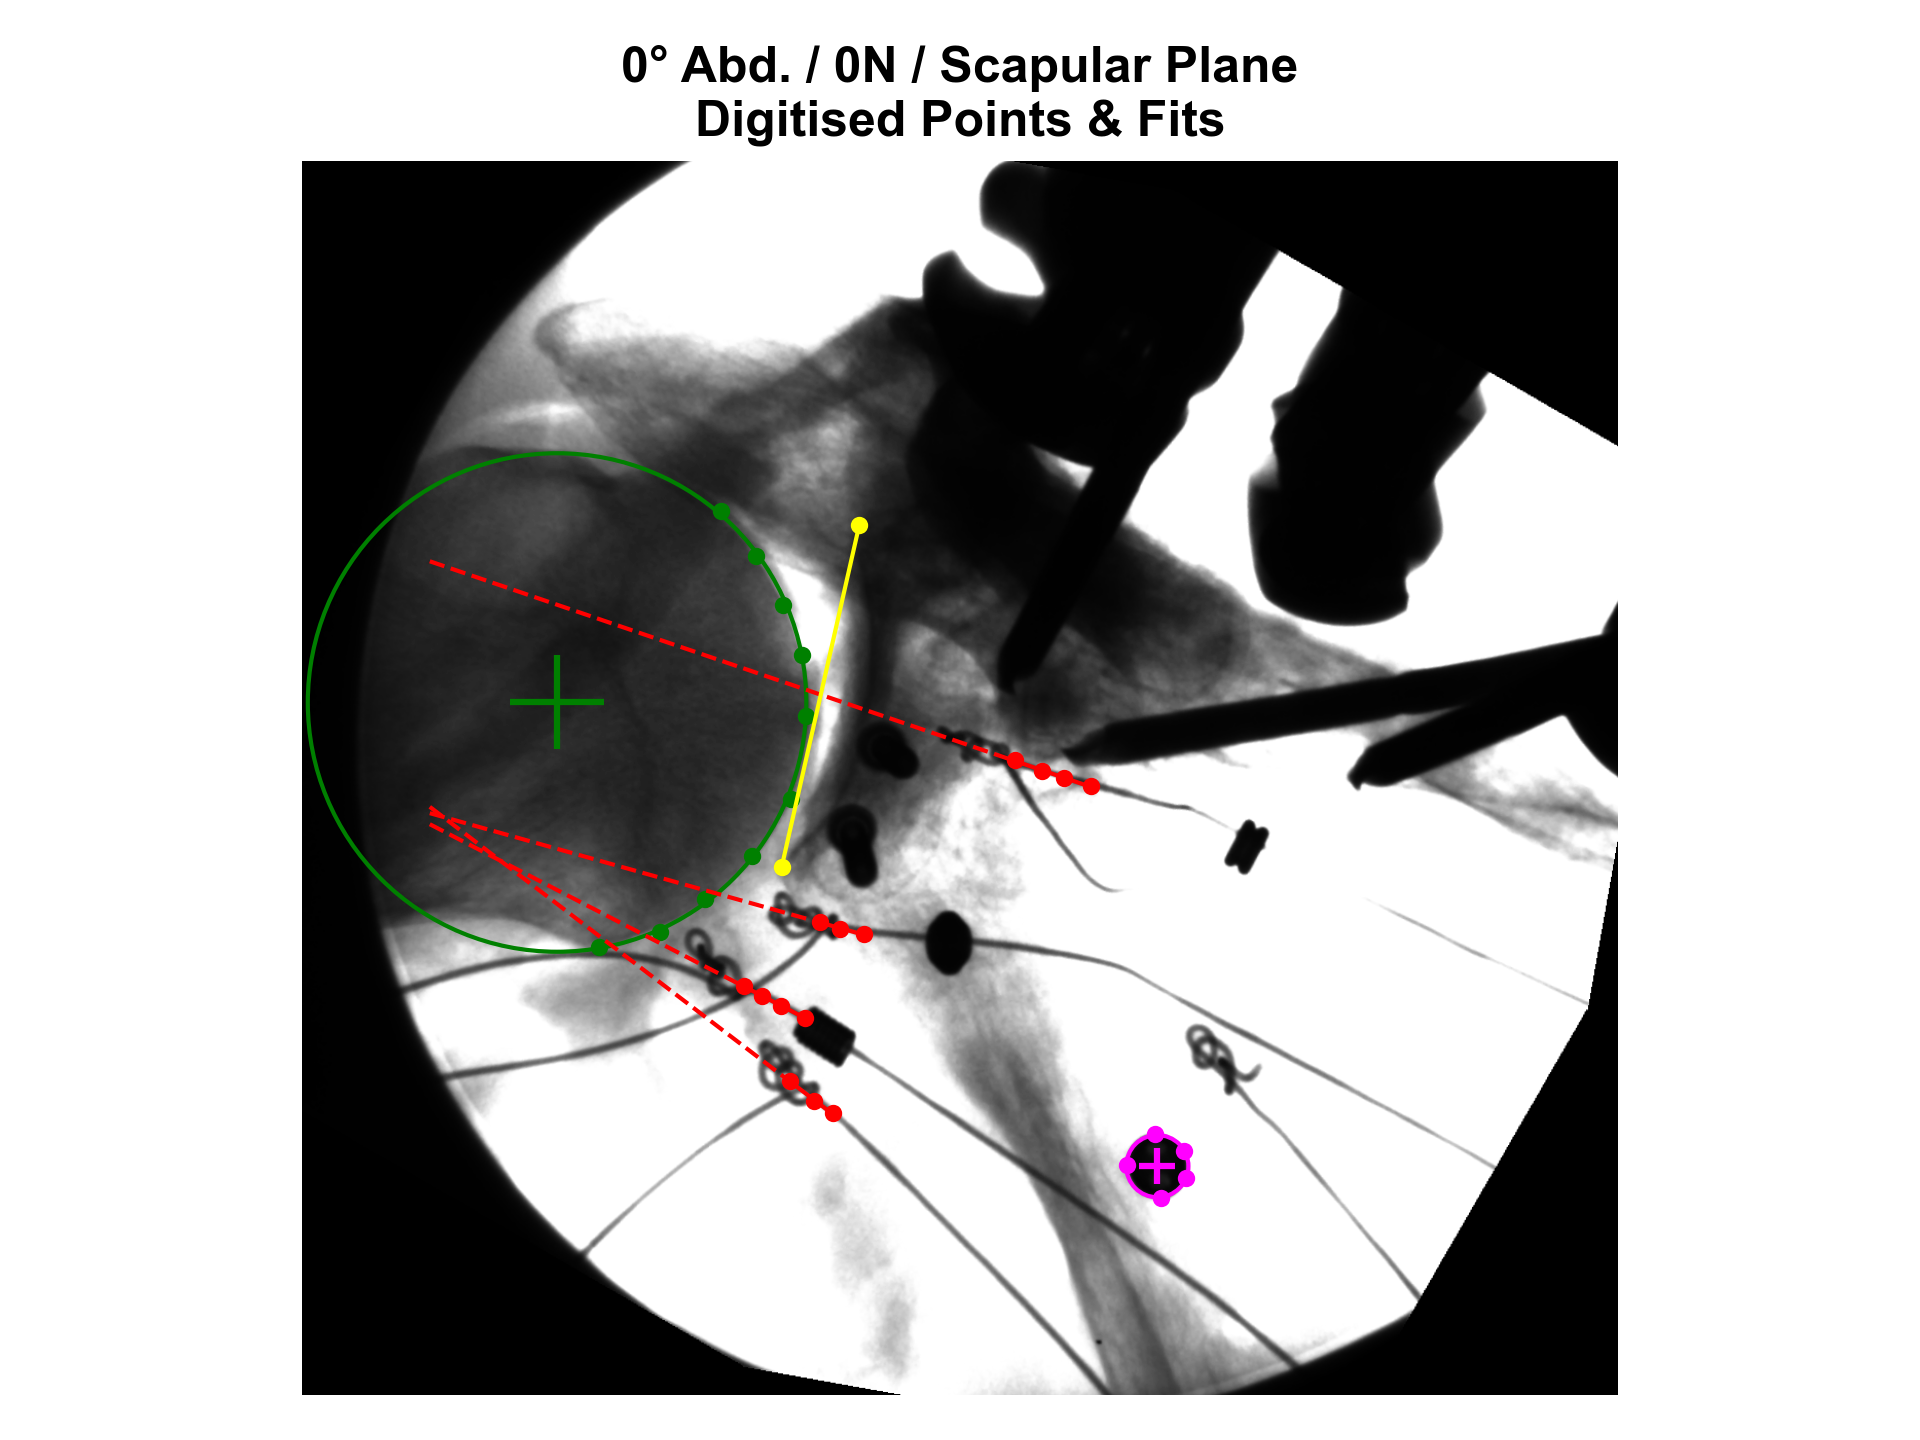 0° Abd. / 0N / Scapular Plane
Digitised Points & Fits